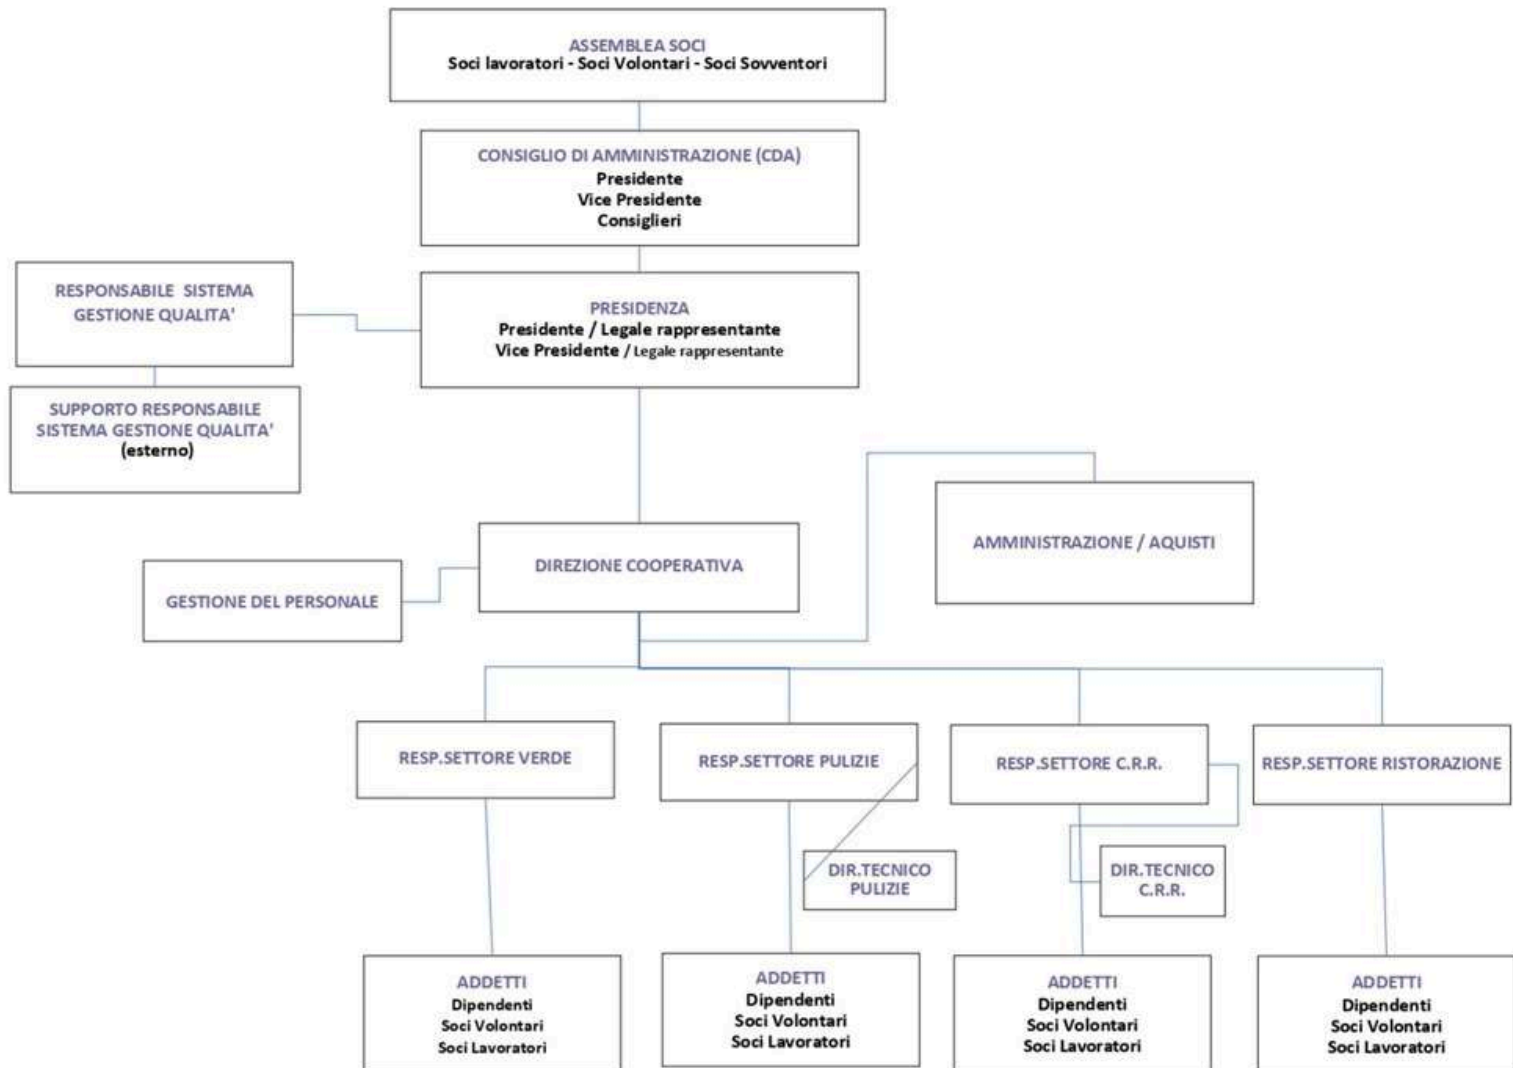 ASSEMBLEA SOCI
Soci lavoratori - Soci Volontari - Soci Sovventori
CONSIGLIO DI AMMINISTRAZIONE (CDA)
Presidente
Vice Presidente
Consiglieri
RESPONSABILE SISTEMA
GESTIONE QUALITA'
PRESIDENZA
Presidente / Legale rappresentante
Vice Presidente / Legale rappresentante
SUPPORTO RESPONSABILE
SISTEMA GESTIONE QUALITA'
(esterno)
AMMINISTRAZIONE / AQUISTI
DIREZIONE COOPERATIVA
GESTIONE DEL PERSONALE
RESP.SETTORE VERDE
RESP.SETTORE PULIZIE
RESP.SETTORE C.R.R.
RESP.SETTORE RISTORAZIONE
DIR.TECNICO
PULIZIE
DIR.TECNICO
C.R.R.
ADDETTI
Dipendenti
Soci Volontari
Soci Lavoratori
ADDETTI
Dipendenti
Soci Volontari
Soci Lavoratori
ADDETTI
Dipendenti
Soci Volontari
Soci Lavoratori
ADDETTI
Dipendenti
Soci Volontari
Soci Lavoratori